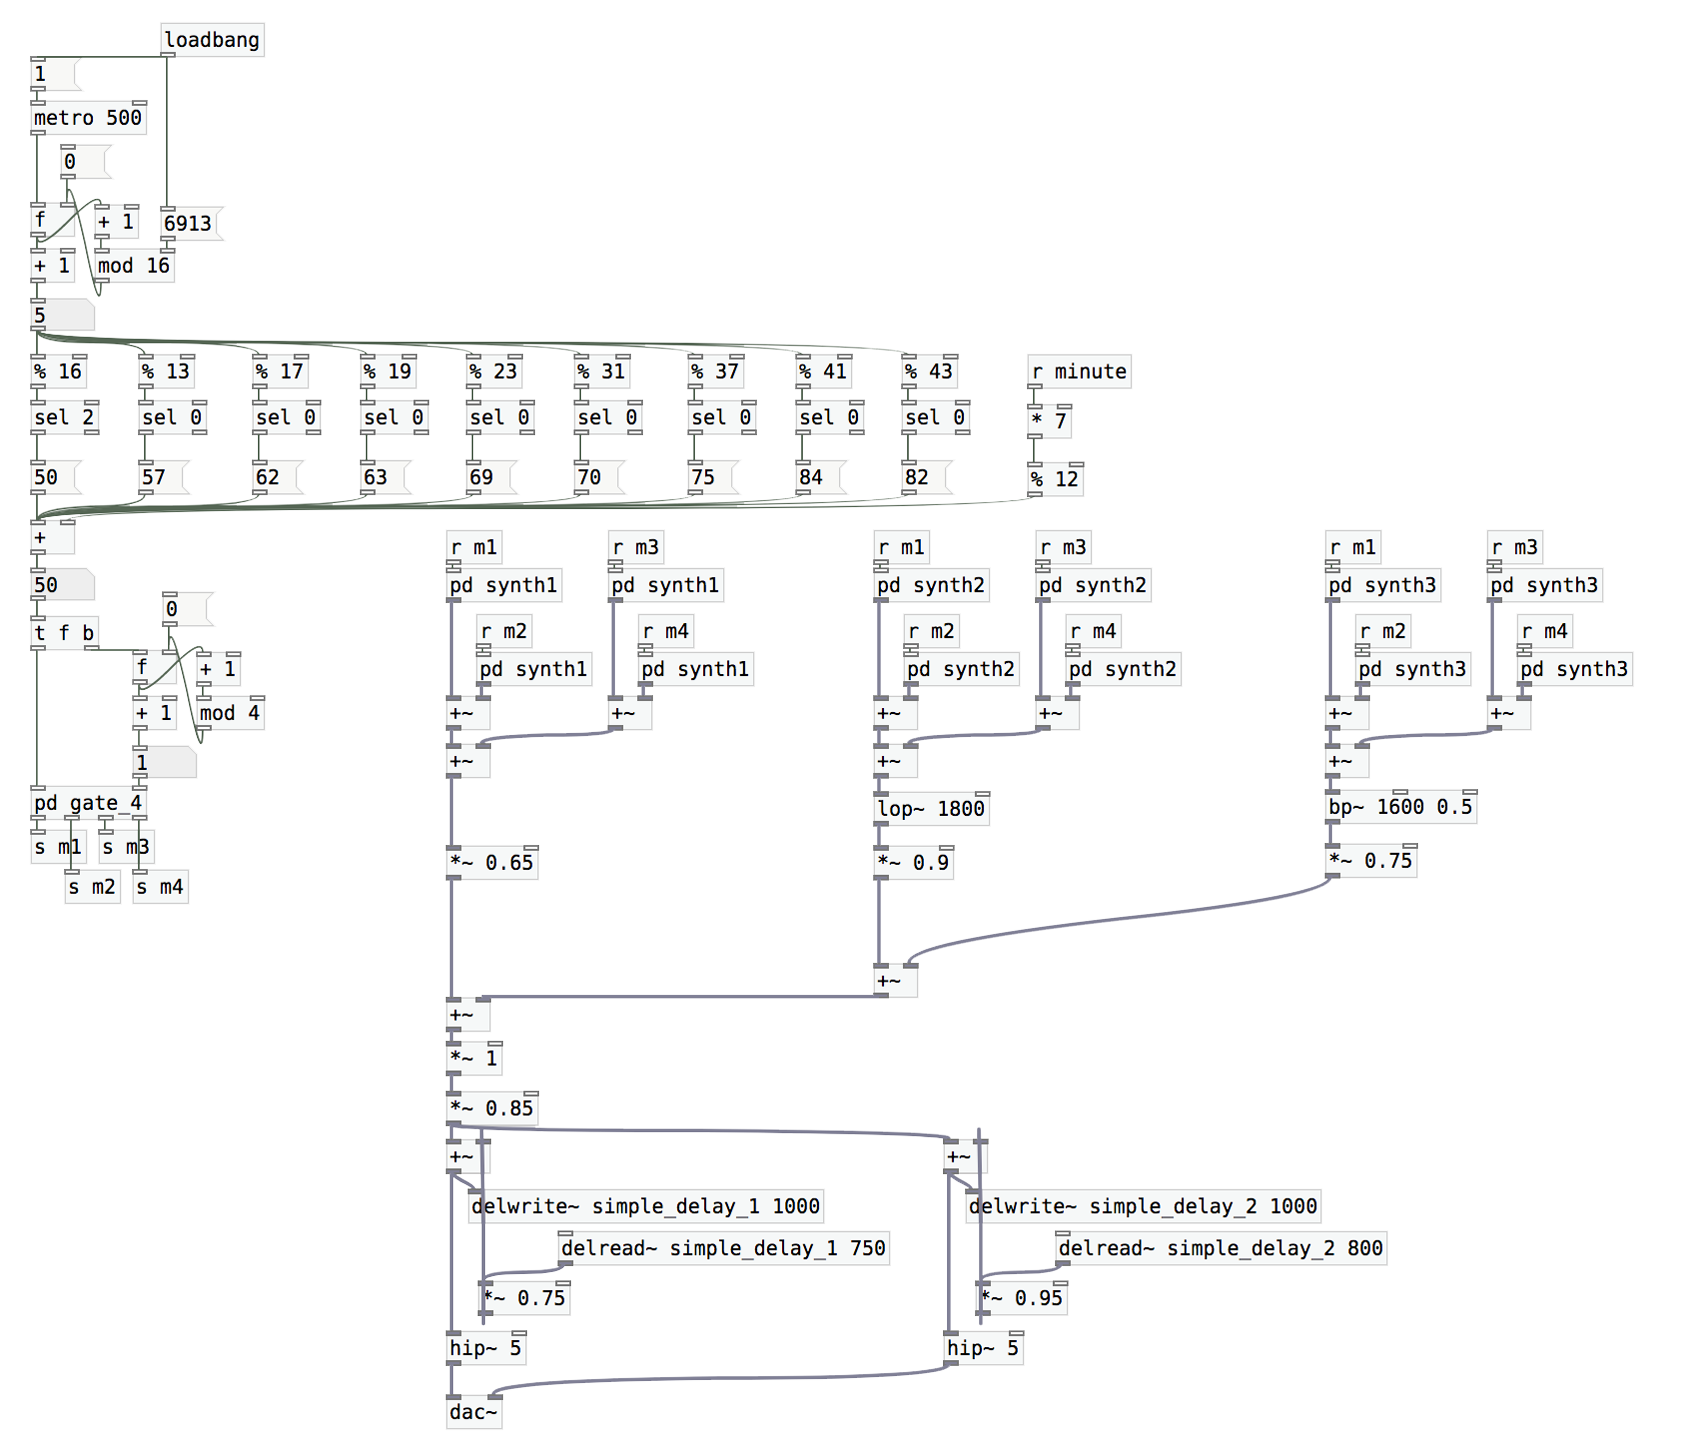 loadbang
1
metro 500
0
f
+ 1
6913
+ 1
mod 16
5
% 16
% 13
% 17
% 19
% 23
% 31
% 37
% 41
% 43
r minute
sel 2
sel 0
sel 0
sel 0
sel 0
sel 0
sel 0
sel 0
sel 0
* 7
50
57
62
63
69
70
75
84
82
% 12
+
50
t f b
0
f
+ 1
+ 1
mod 4
1
pd gate_4
s m1
s m3
s m2
s m4
r m1
r m3
pd synth1
pd synth1
r m2
r m4
pd synth1
pd synth1
+~
+~
+~
*~ 0.65
r m1
r m3
pd synth2
pd synth2
r m2
r m4
pd synth2
pd synth2
+~
+~
+~
lop~ 1800
*~ 0.9
r m1
r m3
pd synth3
pd synth3
r m2
r m4
pd synth3
pd synth3
+~
+~
+~
bp~ 1600 0.5
*~ 0.75
+~
+~
*~ 1
*~ 0.85
+~
+~
delwrite~ simple_delay_1 1000
delwrite~ simple_delay_2 1000
delread~ simple_delay_1 750
delread~ simple_delay_2 800
*~ 0.75
*~ 0.95
hip~ 5
hip~ 5
dac~